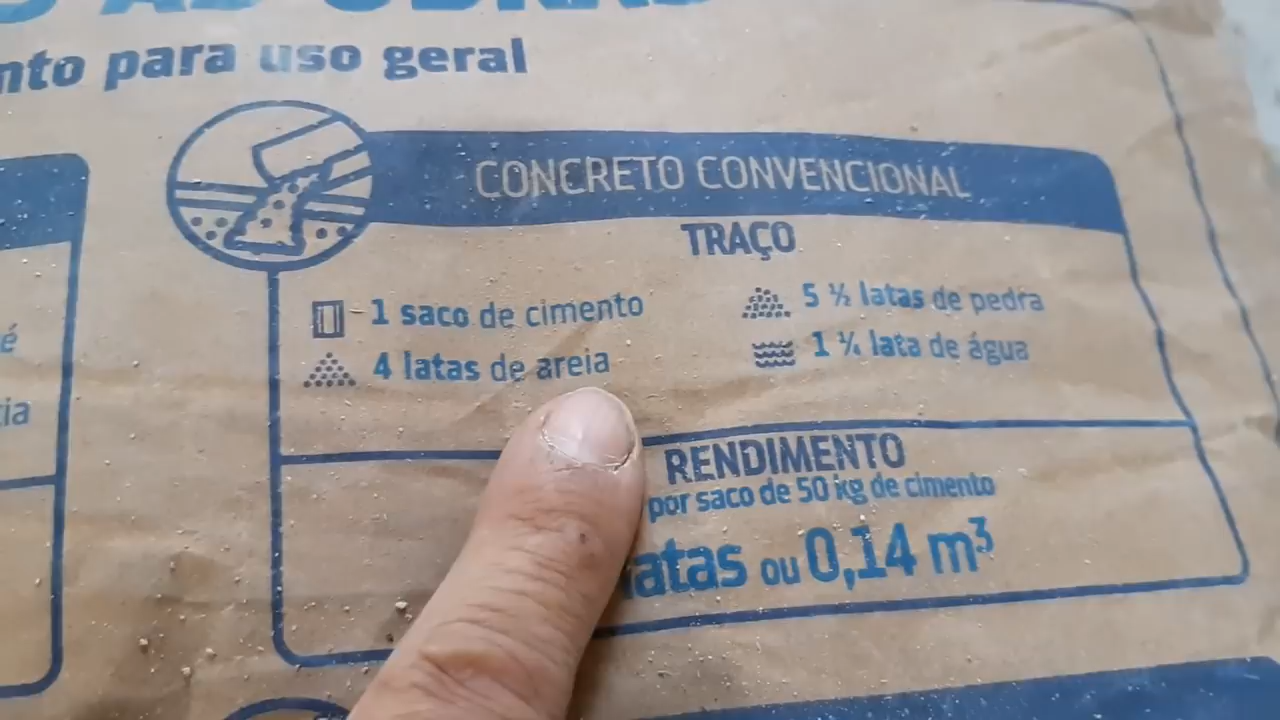 para uso geral
CONCRETO CONVENCIONAL
TRAÇO
1 saco de cimento
4 latas de areia
5 ½ latas de pedra
1 ¼ lata de água
RENDIMENTO
por saco de 50 kg de cimento
latas ou 0,14 m³
é